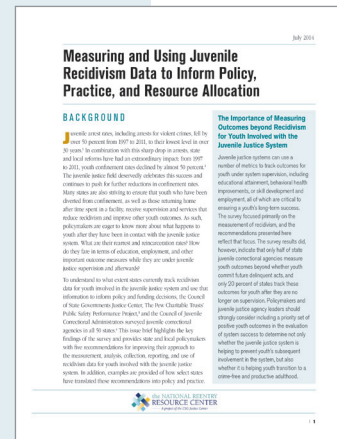 July 2014
Measuring and Using Juvenile
Recidivism Data to Inform Policy,
Practice, and Resource Allocation
BACKGROUND
Juvenile arrest rates, including arrests for violent crimes, fell by
over 50 percent from 1997 to 2011, to their lowest level in over
30 years.1 In combination with this sharp drop in arrests, state
and local reforms have had an extraordinary impact: from 1997
to 2011, youth confinement rates declined by almost 50 percent.2
The juvenile justice field deservedly celebrates this success and
continues to push for further reductions in confinement rates.
Many states are also striving to ensure that youth who have been
diverted from confinement, as well as those returning home
after time spent in a facility, receive supervision and services that
reduce recidivism and improve other youth outcomes. As such,
policymakers are eager to know more about what happens to
youth after they have been in contact with the juvenile justice
system. What are their rearrest and reincarceration rates? How
do they fare in terms of education, employment, and other
important outcome measures while they are under juvenile
justice supervision and afterwards?
To understand to what extent states currently track recidivism
data for youth involved in the juvenile justice system and use that
information to inform policy and funding decisions, the Council
of State Governments Justice Center, The Pew Charitable Trusts'
Public Safety Performance Project,3 and the Council of Juvenile
Correctional Administrators surveyed juvenile correctional
agencies in all 50 states. This issue brief highlights the key
findings of the survey and provides state and local policymakers
with five recommendations for improving their approach to
the measurement, analysis, collection, reporting, and use of
recidivism data for youth involved with the juvenile justice
system. In addition, examples are provided of how select states
have translated these recommendations into policy and practice.
The Importance of Measuring
Outcomes beyond Recidivism
for Youth Involved with the
Juvenile Justice System
Juvenile justice systems can use a
number of metrics to track outcomes for
youth under system supervision, including
educational attainment, behavioral health
improvements, or skill development and
employment, all of which are critical to
ensuring a youth's long-term success.
The survey focused primarily on the
measurement of recidivism, and the
recommendations presented here
reflect that focus. The survey results did,
however, indicate that only half of state
juvenile correctional agencies measure
youth outcomes beyond whether youth
commit future delinquent acts, and
only 20 percent of states track these
outcomes for youth after they are no
longer on supervision. Policymakers and
juvenile justice agency leaders should
strongly consider including a priority set of
positive youth outcomes in the evaluation
of system success to determine not only
whether the juvenile justice system is
helping to prevent youth's subsequent
involvement in the system, but also
whether it is helping youth transition to a
crime-free and productive adulthood.
the NATIONAL REENTRY
RESOURCE CENTER
A project of the CSG Justice Center
| 1